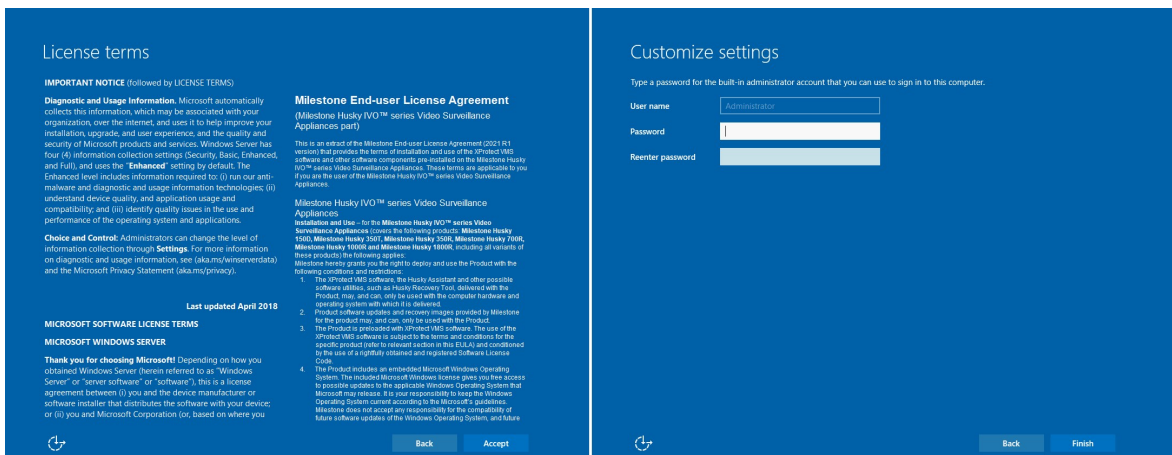 License terms
IMPORTANT NOTICE (followed by LICENSE TERMS)
Diagnostic and Usage Information. Microsoft automatically
collects this information, which may be associated with your
organization, over the internet, and uses it to help improve your
installation, upgrade, and user experience, and the quality and
security of Microsoft products and services. Windows Server has
four (4) information collection settings (Security, Basic, Enhanced,
and Full), and uses the "Enhanced" setting by default. The
Enhanced level includes information required to: (i) run our anti-
malware and diagnostic and usage information technologies; (ii)
understand device quality, and application usage and
compatibility; and (iii) identify quality issues in the use and
performance of the operating system and applications.
Choice and Control: Administrators can change the level of
information collection through Settings. For more information
on diagnostic and usage information, see (aka.ms/winserverdata)
and the Microsoft Privacy Statement (aka.ms/privacy).
Last updated April 2018
MICROSOFT SOFTWARE LICENSE TERMS
MICROSOFT WINDOWS SERVER
Thank you for choosing Microsoft! Depending on how you
obtained Windows Server (herein referred to as "Windows
Server" or "server software" or "software"), this is a license
agreement between (i) you and the device manufacturer or
software installer that distributes the software with your device;
or (ii) you and Microsoft Corporation (or, based on where you
Milestone End-user License Agreement
(Milestone Husky IVO™ series Video Surveillance
Appliances part)
This is an extract of the Milestone End-user License Agreement (2021 R1
version) that provides the terms of installation and use of the XProtect VMS
software and other software components pre-installed on the Milestone Husky
IVO™ series Video Surveillance Appliances. These terms are applicable to you
if you are the user of the Milestone Husky IVO™ series Video Surveillance
Appliances.
Milestone Husky IVO™ series Video Surveillance
Appliances
Installation and Use – for the Milestone Husky IVO™ series Video
Surveillance Appliances (covers the following products: Milestone Husky
150D, Milestone Husky 350T, Milestone Husky 350R, Milestone Husky 700R,
Milestone Husky 1000R and Milestone Husky 1800R, including all variants of
these products) the following applies:
Milestone hereby grants you the right to deploy and use the Product with the
following conditions and restrictions:
1. The XProtect VMS software, the Husky Assistant and other possible
software utilities, such as Husky Recovery Tool, delivered with the
Product, may, and can, only be used with the computer hardware and
operating system with which it is delivered.
2. Product software updates and recovery images provided by Milestone
for the product may, and can, only be used with the Product.
3. The Product is preloaded with XProtect VMS software. The use of the
XProtect VMS software is subject to the terms and conditions for the
specific product (refer to relevant section in this EULA) and conditioned
by the use of a rightfully obtained and registered Software License
Code.
4. The Product includes an embedded Microsoft Windows Operating
System. The included Microsoft Windows license gives you free access
to possible updates to the applicable Windows Operating System that
Microsoft may release. It is your responsibility to keep the Windows
Operating System current according to the Microsoft's guidelines.
Milestone does not accept any responsibility for the compatibility of
future software updates of the Windows Operating System, and future
Back
Accept
Customize settings
Type a password for the built-in administrator account that you can use to sign in to this computer.
User name
Administrator
Password
Reenter password
Back
Finish